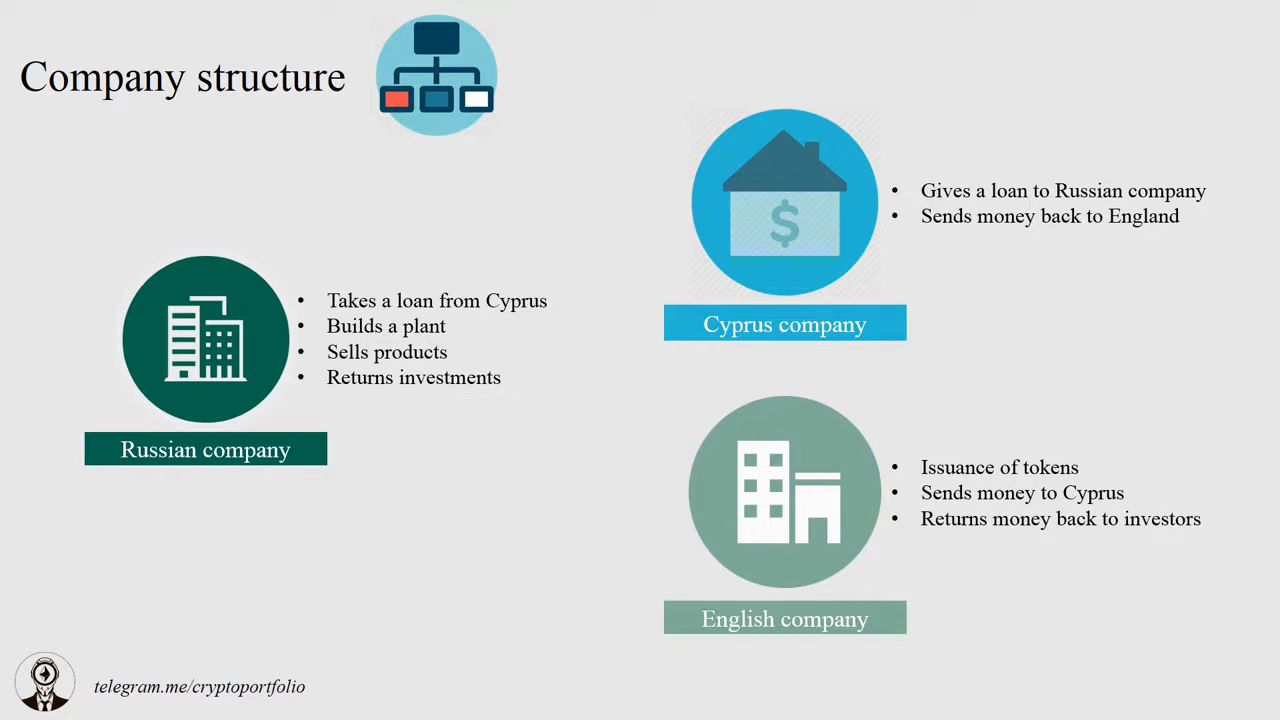 Company structure
$
• Gives a loan to Russian company
• Sends money back to England
Cyprus company
• Takes a loan from Cyprus
• Builds a plant
• Sells products
• Returns investments
Russian company
• Issuance of tokens
• Sends money to Cyprus
• Returns money back to investors
English company
telegram.me/cryptoportfolio